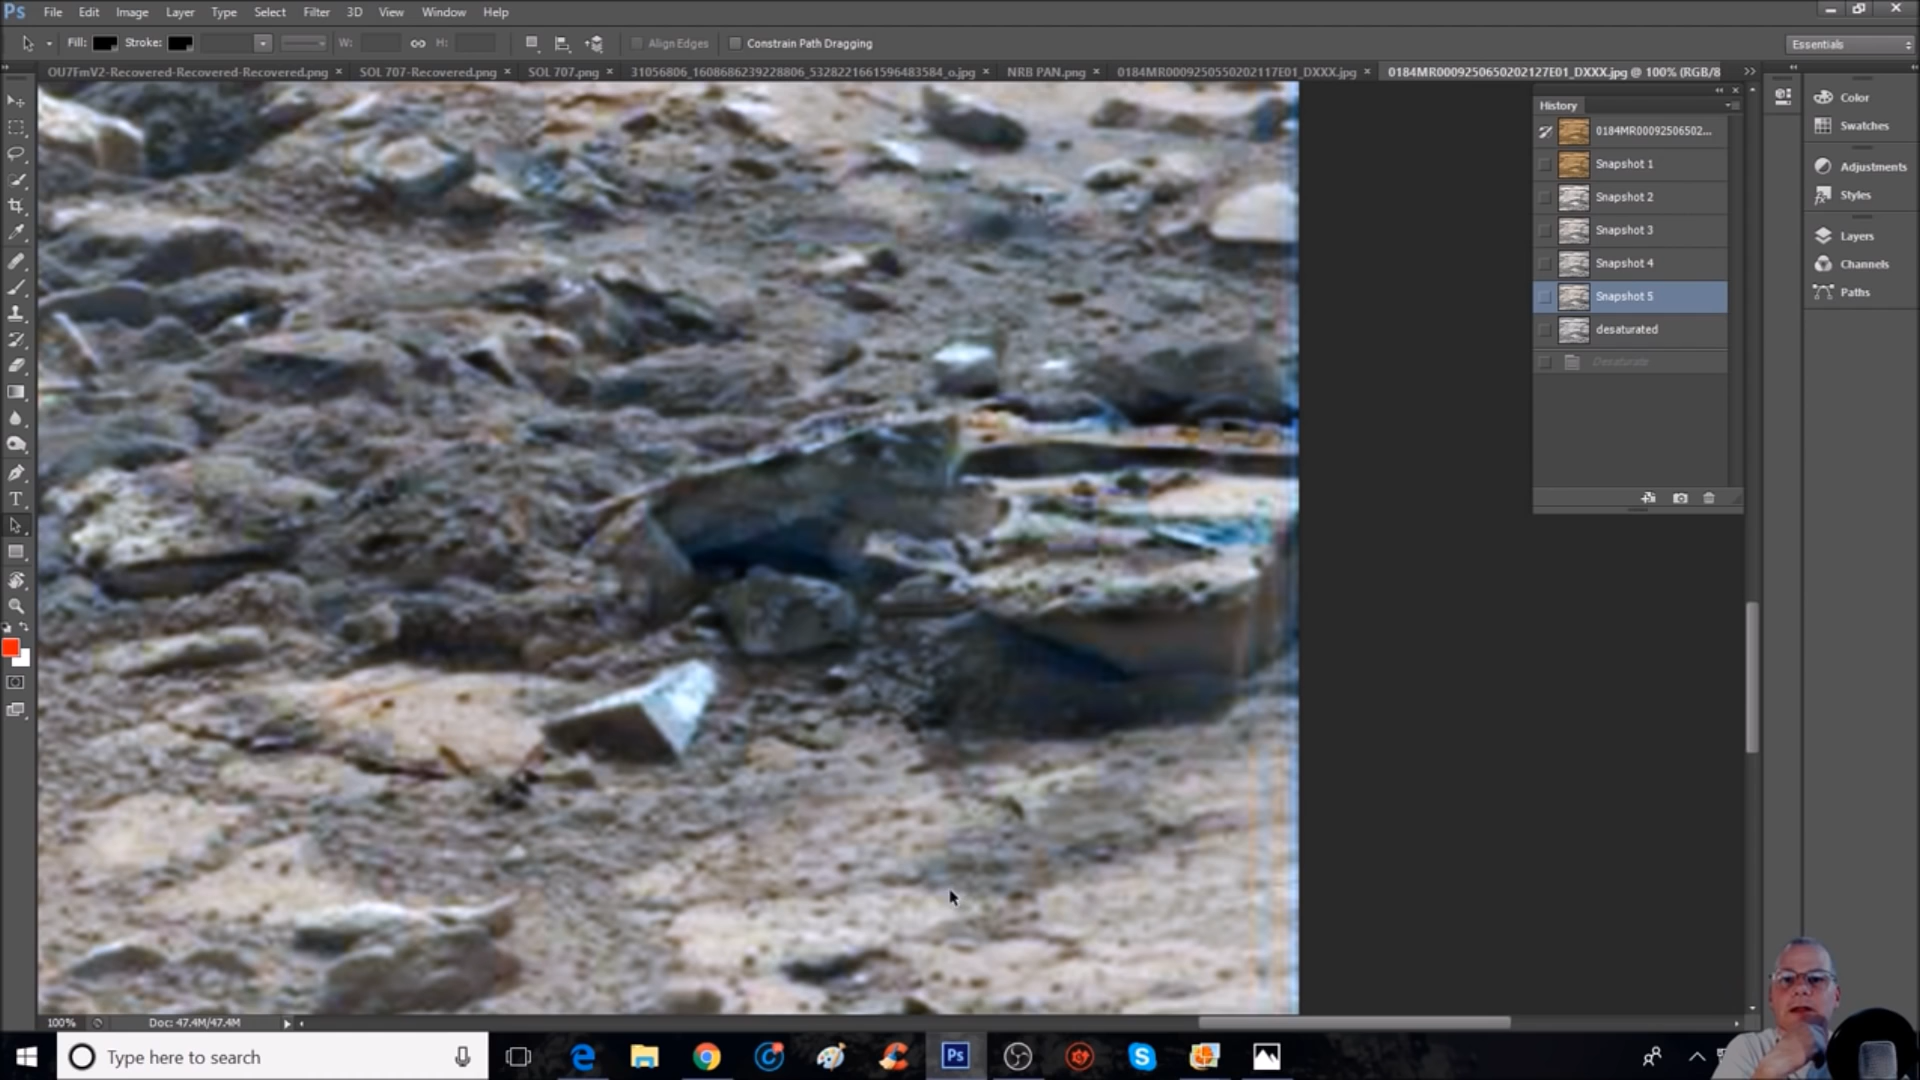 Ps File Edit Image Layer Type Select Filter 3D View Window Help
Fill: Stroke: W: H: Align Edges Constrain Path Dragging Essentials
OU7FmV2-Recovered-Recovered-Recovered.png × SOL 707-Recovered.png × SOL 707.png × 31056806_1608686239228806_5328221661596483584_o.jpg × NRB PAN.png × 0184MR0009250550202117E01_DXXX.jpg × 0184MR0009250650202127E01_DXXX.jpg @ 100% (RGB/8
History
0184MR00092506502...
Snapshot 1
Snapshot 2
Snapshot 3
Snapshot 4
Snapshot 5
desaturated
Desaturate
Color
Swatches
Adjustments
Styles
Layers
Channels
Paths
100% Doc: 47.4M/47.4M
Type here to search
Ps